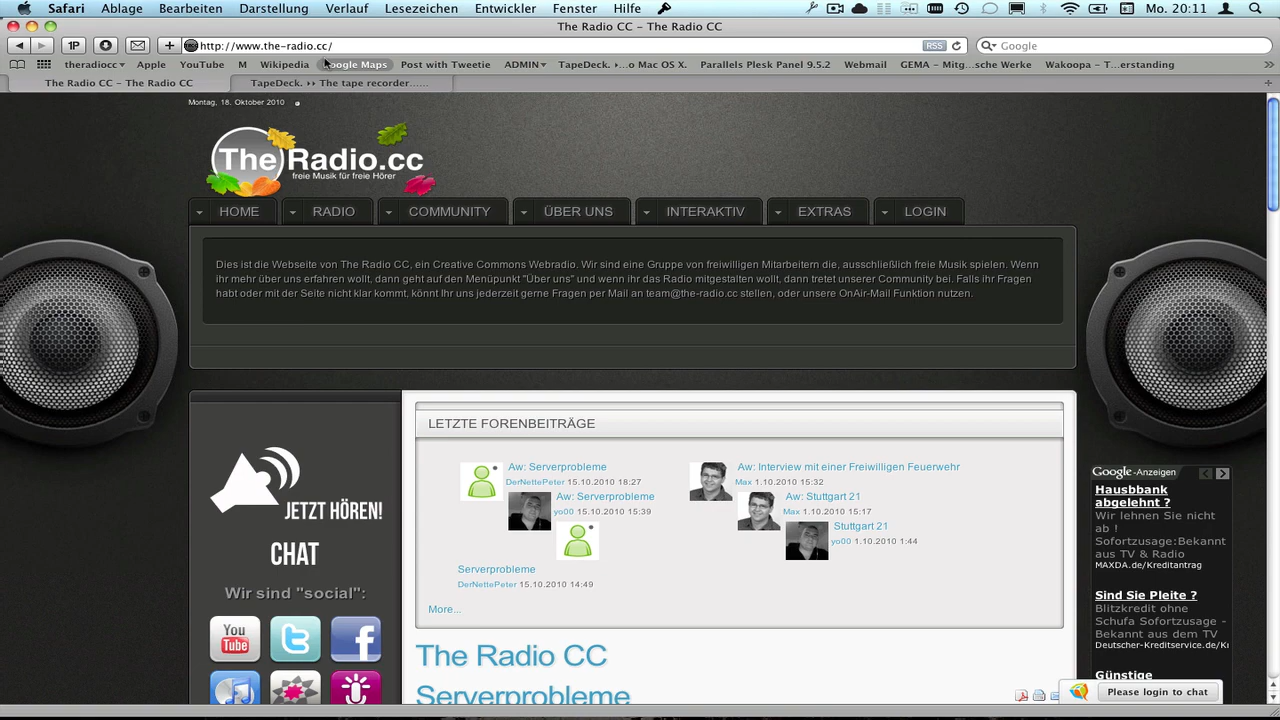 Safari Ablage Bearbeiten Darstellung Verlauf Lesezeichen Entwickler Fenster Hilfe Mo. 20:11
The Radio CC – The Radio CC
1P http://www.the-radio.cc/ RSS Google
theradiocc Apple YouTube M Wikipedia Google Maps Post with Tweetie ADMIN TapeDeck. ...o Mac OS X. Parallels Plesk Panel 9.5.2 Webmail GEMA – Mitg...sche Werke Wakoopa – T...erstanding
The Radio CC – The Radio CC TapeDeck. ›› The tape recorder......
Montag, 18. Oktober 2010
The Radio.cc
freie Musik für freie Hörer
HOME RADIO COMMUNITY ÜBER UNS INTERAKTIV EXTRAS LOGIN
Dies ist die Webseite von The Radio CC, ein Creative Commons Webradio. Wir sind eine Gruppe von freiwilligen Mitarbeitern die, ausschließlich freie Musik spielen. Wenn
ihr mehr über uns erfahren wollt, dann geht auf den Menüpunkt "Über uns" und wenn ihr das Radio mitgestalten wollt, dann tretet unserer Community bei. Falls ihr Fragen
habt oder mit der Seite nicht klar kommt, könnt Ihr uns jederzeit gerne Fragen per Mail an team@the-radio.cc stellen, oder unsere OnAir-Mail Funktion nutzen.
LETZTE FORENBEITRÄGE
Aw: Serverprobleme
DerNettePeter 15.10.2010 18:27
Aw: Serverprobleme
yo00 15.10.2010 15:39
Serverprobleme
DerNettePeter 15.10.2010 14:49
Aw: Interview mit einer Freiwilligen Feuerwehr
Max 1.10.2010 15:32
Aw: Stuttgart 21
Max 1.10.2010 15:17
Stuttgart 21
yo00 1.10.2010 1:44
More...
The Radio CC
Serverprobleme
JETZT HÖREN!
CHAT
Wir sind "social":
You
Tube
Google-Anzeigen
Hausbbank
abgelehnt ?
Wir lehnen Sie nicht
ab !
Sofortzusage:Bekannt
aus TV & Radio
MAXDA.de/Kreditantrag
Sind Sie Pleite ?
Blitzkredit ohne
Schufa Sofortzusage -
Bekannt aus dem TV
Deutscher-Kreditservice.de/Kr
Günstige
Please login to chat